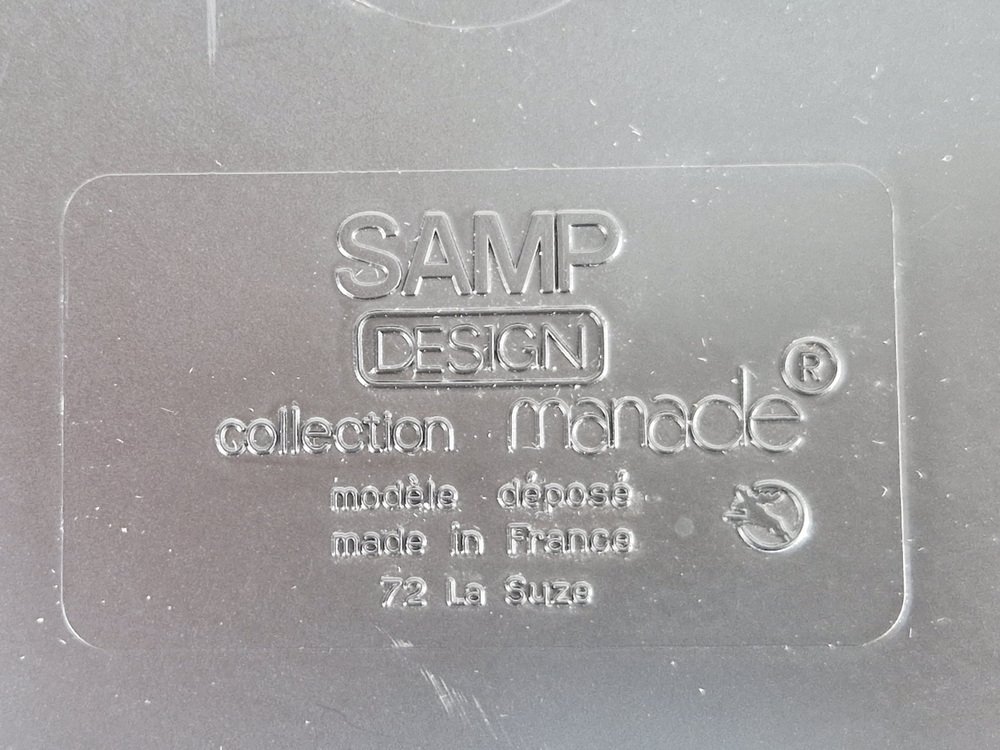 SAMP
DESIGN
collection manade®
modèle déposé
made in France
72 La Suze